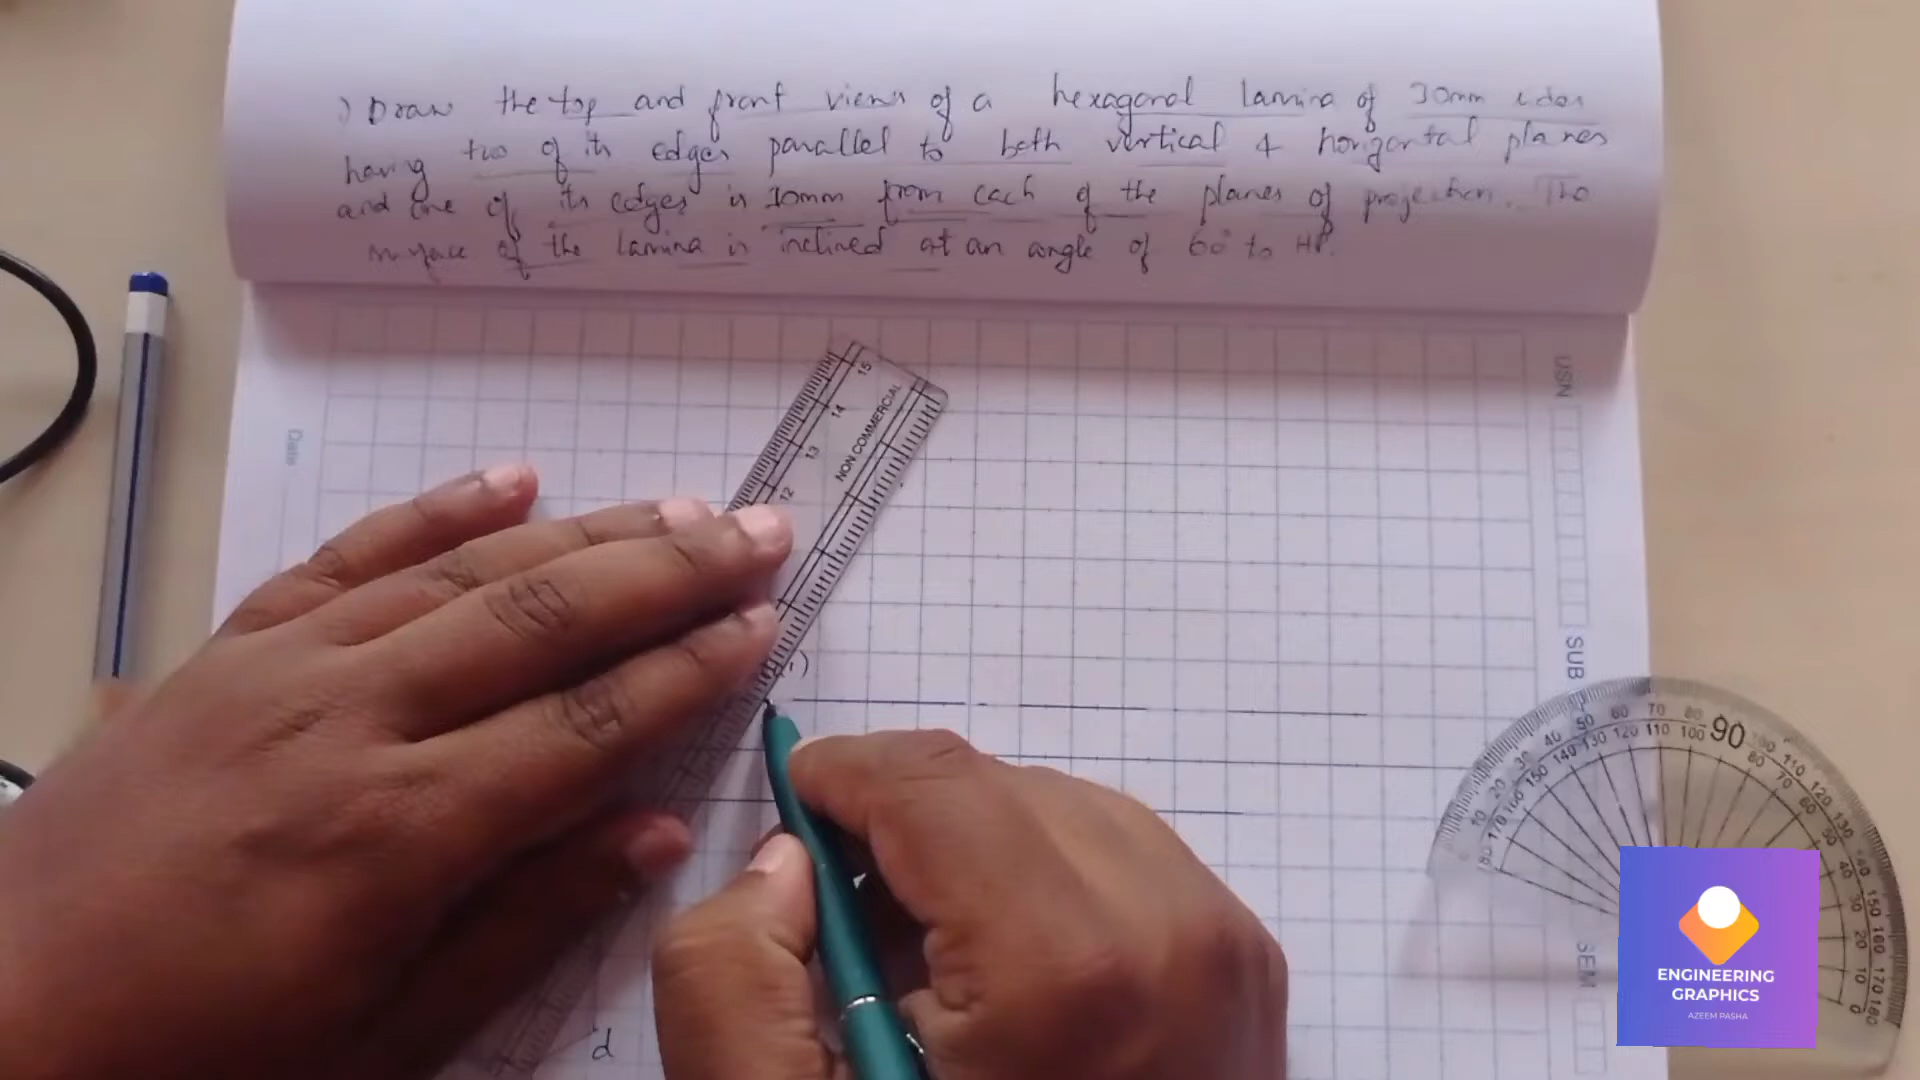 1) Draw the top and front views of a hexagonal lamina of 30mm sides
having two of its edges parallel to both vertical & horizontal planes
and one of its edges is 10mm from each of the planes of projection. The
surface of the lamina is inclined at an angle of 60° to HP.
Date
USN
SUB
SEM
15
14
13
12
NON COMMERCIAL
d
90
ENGINEERING
GRAPHICS
AZEEM PASHA